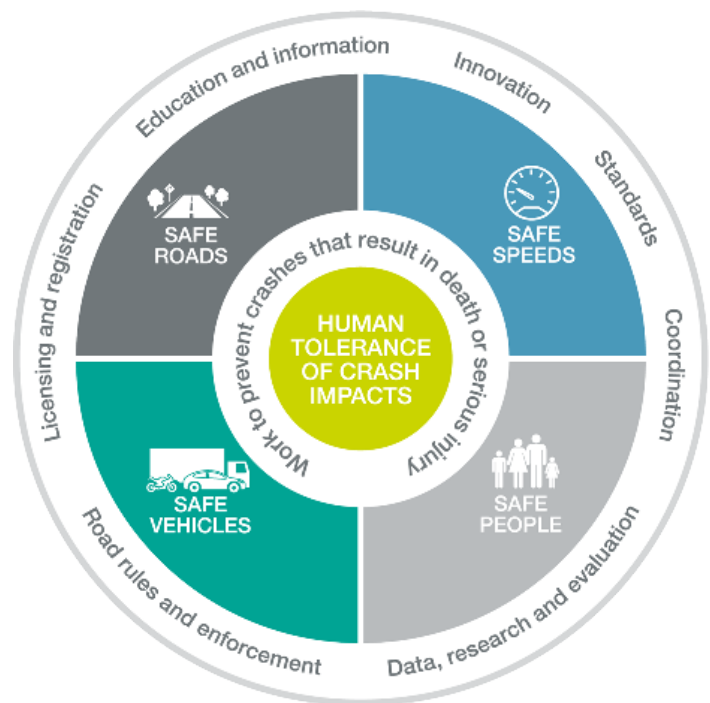 Education and information
Innovation
Standards
Coordination
Data, research and evaluation
Road rules and enforcement
Licensing and registration
SAFE
ROADS
SAFE
SPEEDS
Work to prevent crashes that result in death or serious injury
HUMAN
TOLERANCE
OF CRASH
IMPACTS
SAFE
VEHICLES
SAFE
PEOPLE